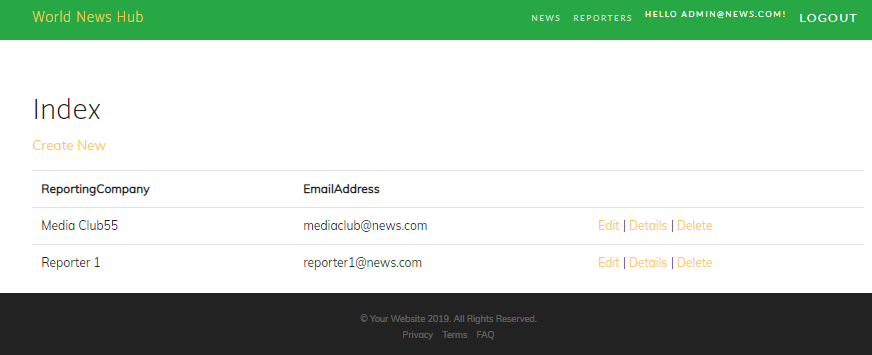 World News Hub NEWS REPORTERS HELLO ADMIN@NEWS.COM! LOGOUT
Index
Create New
ReportingCompany EmailAddress
Media Club55 mediaclub@news.com Edit | Details | Delete
Reporter 1 reporter1@news.com Edit | Details | Delete
© Your Website 2019. All Rights Reserved.
Privacy Terms FAQ